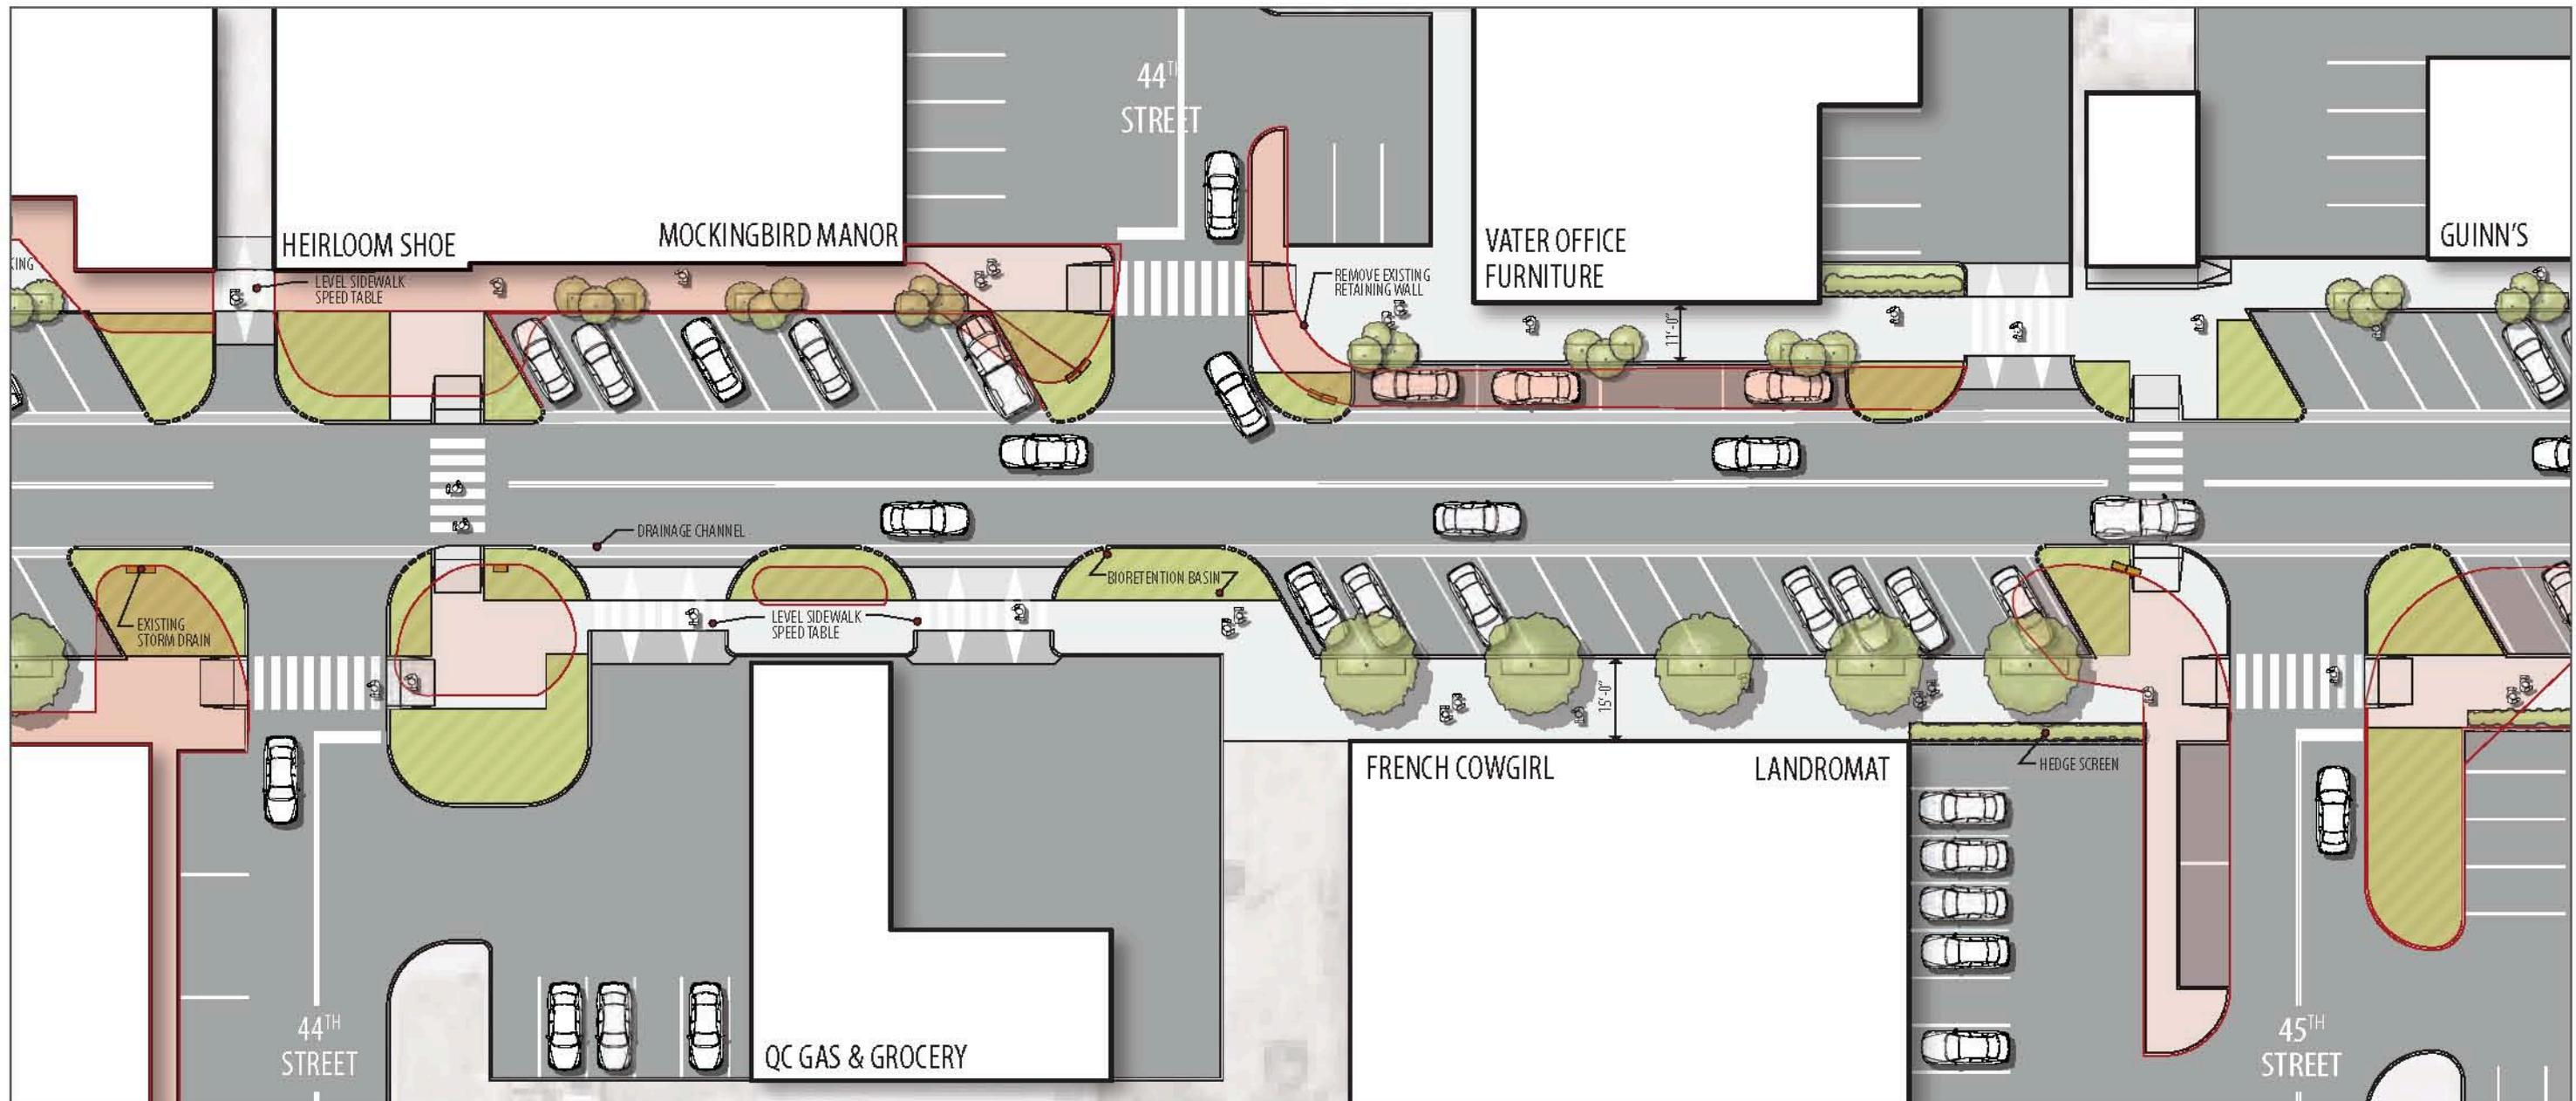 44TH
STREET
HEIRLOOM SHOE
MOCKINGBIRD MANOR
VATER OFFICE
FURNITURE
GUINN'S
KING
LEVEL SIDEWALK
SPEED TABLE
REMOVE EXISTING
RETAINING WALL
11'-0"
DRAINAGE CHANNEL
BIORETENTION BASIN
EXISTING
STORM DRAIN
LEVEL SIDEWALK
SPEED TABLE
15'-0"
FRENCH COWGIRL
LANDROMAT
HEDGE SCREEN
44TH
STREET
QC GAS & GROCERY
45TH
STREET